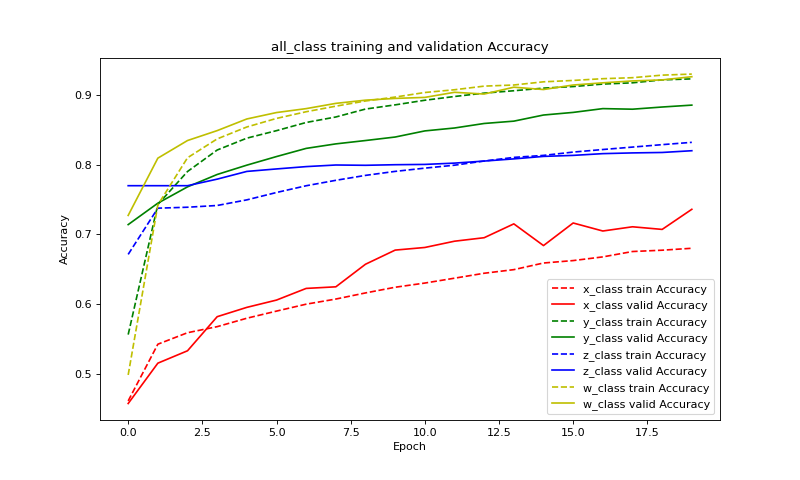 all_class training and validation Accuracy
Accuracy
0.9
0.8
0.7
0.6
0.5
x_class train Accuracy
x_class valid Accuracy
y_class train Accuracy
y_class valid Accuracy
z_class train Accuracy
z_class valid Accuracy
w_class train Accuracy
w_class valid Accuracy
0.0 2.5 5.0 7.5 10.0 12.5 15.0 17.5
Epoch